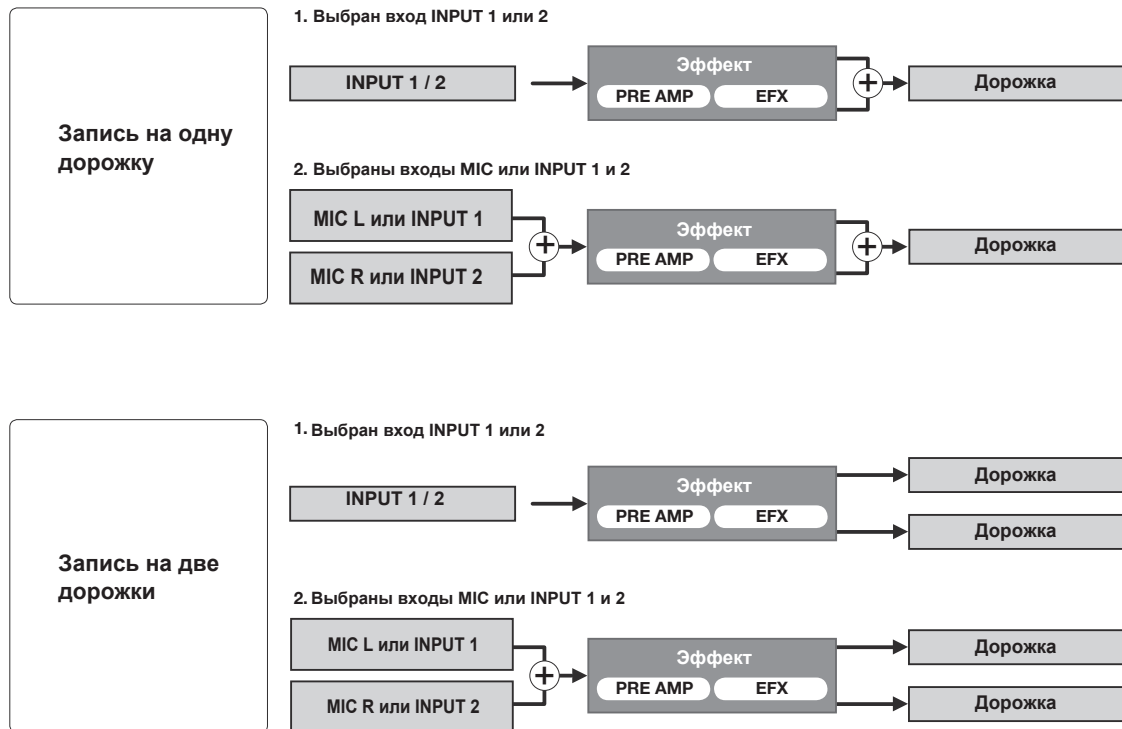 Запись на одну
дорожку
1. Выбран вход INPUT 1 или 2
INPUT 1 / 2
Эффект
PRE AMP EFX
Дорожка
2. Выбраны входы MIC или INPUT 1 и 2
MIC L или INPUT 1
MIC R или INPUT 2
Эффект
PRE AMP EFX
Дорожка
Запись на две
дорожки
1. Выбран вход INPUT 1 или 2
INPUT 1 / 2
Эффект
PRE AMP EFX
Дорожка
Дорожка
2. Выбраны входы MIC или INPUT 1 и 2
MIC L или INPUT 1
MIC R или INPUT 2
Эффект
PRE AMP EFX
Дорожка
Дорожка